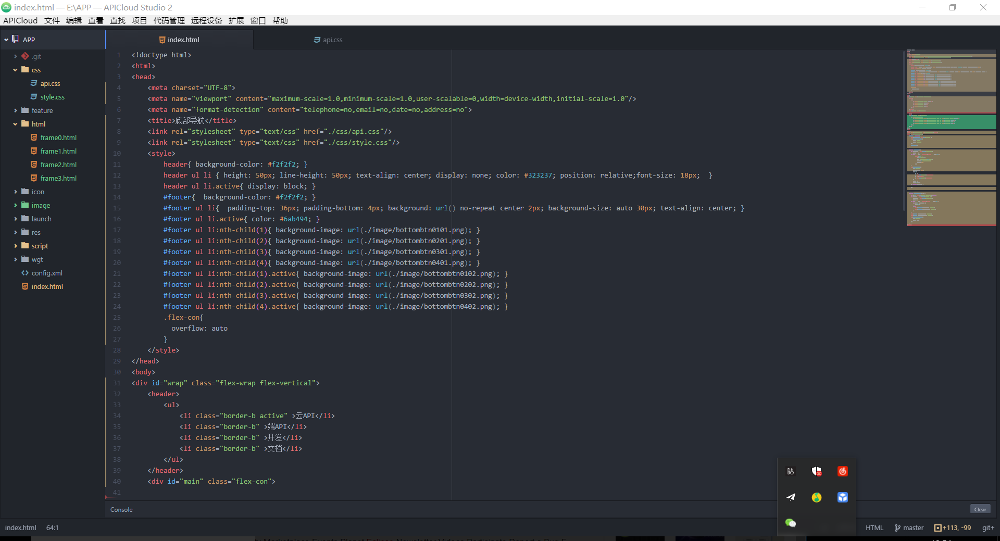 index.html — E:\APP — APICloud Studio 2
APICloud 文件 编辑 查看 查找 项目 代码管理 远程设备 扩展 窗口 帮助
APP
.git
css
api.css
style.css
feature
html
frame0.html
frame1.html
frame2.html
frame3.html
icon
image
launch
res
script
wgt
config.xml
index.html
index.html
api.css
1 <!doctype html>
2 <html>
3 <head>
4     <meta charset="UTF-8">
5     <meta name="viewport" content="maximum-scale=1.0,minimum-scale=1.0,user-scalable=0,width=device-width,initial-scale=1.0"/>
6     <meta name="format-detection" content="telephone=no,email=no,date=no,address=no">
7     <title>底部导航</title>
8     <link rel="stylesheet" type="text/css" href="./css/api.css"/>
9     <link rel="stylesheet" type="text/css" href="./css/style.css"/>
10     <style>
11         header{ background-color: #f2f2f2; }
12         header ul li { height: 50px; line-height: 50px; text-align: center; display: none; color: #323237; position: relative;font-size: 18px;  }
13         header ul li.active{ display: block; }
14         #footer{  background-color: #f2f2f2; }
15         #footer ul li{  padding-top: 36px; padding-bottom: 4px; background: url() no-repeat center 2px; background-size: auto 30px; text-align: center; }
16         #footer ul li.active{ color: #6ab494; }
17         #footer ul li:nth-child(1){ background-image: url(./image/bottombtn0101.png); }
18         #footer ul li:nth-child(2){ background-image: url(./image/bottombtn0201.png); }
19         #footer ul li:nth-child(3){ background-image: url(./image/bottombtn0301.png); }
20         #footer ul li:nth-child(4){ background-image: url(./image/bottombtn0401.png); }
21         #footer ul li:nth-child(1).active{ background-image: url(./image/bottombtn0102.png); }
22         #footer ul li:nth-child(2).active{ background-image: url(./image/bottombtn0202.png); }
23         #footer ul li:nth-child(3).active{ background-image: url(./image/bottombtn0302.png); }
24         #footer ul li:nth-child(4).active{ background-image: url(./image/bottombtn0402.png); }
25         .flex-con{
26           overflow: auto
27         }
28     </style>
29 </head>
30 <body>
31 <div id="wrap" class="flex-wrap flex-vertical">
32     <header>
33         <ul>
34             <li class="border-b active" >云API</li>
35             <li class="border-b" >端API</li>
36             <li class="border-b" >开发</li>
37             <li class="border-b" >文档</li>
38         </ul>
39     </header>
40     <div id="main" class="flex-con">
41
Console
Clear
index.html 64:1
HTML master +113, -99 git+